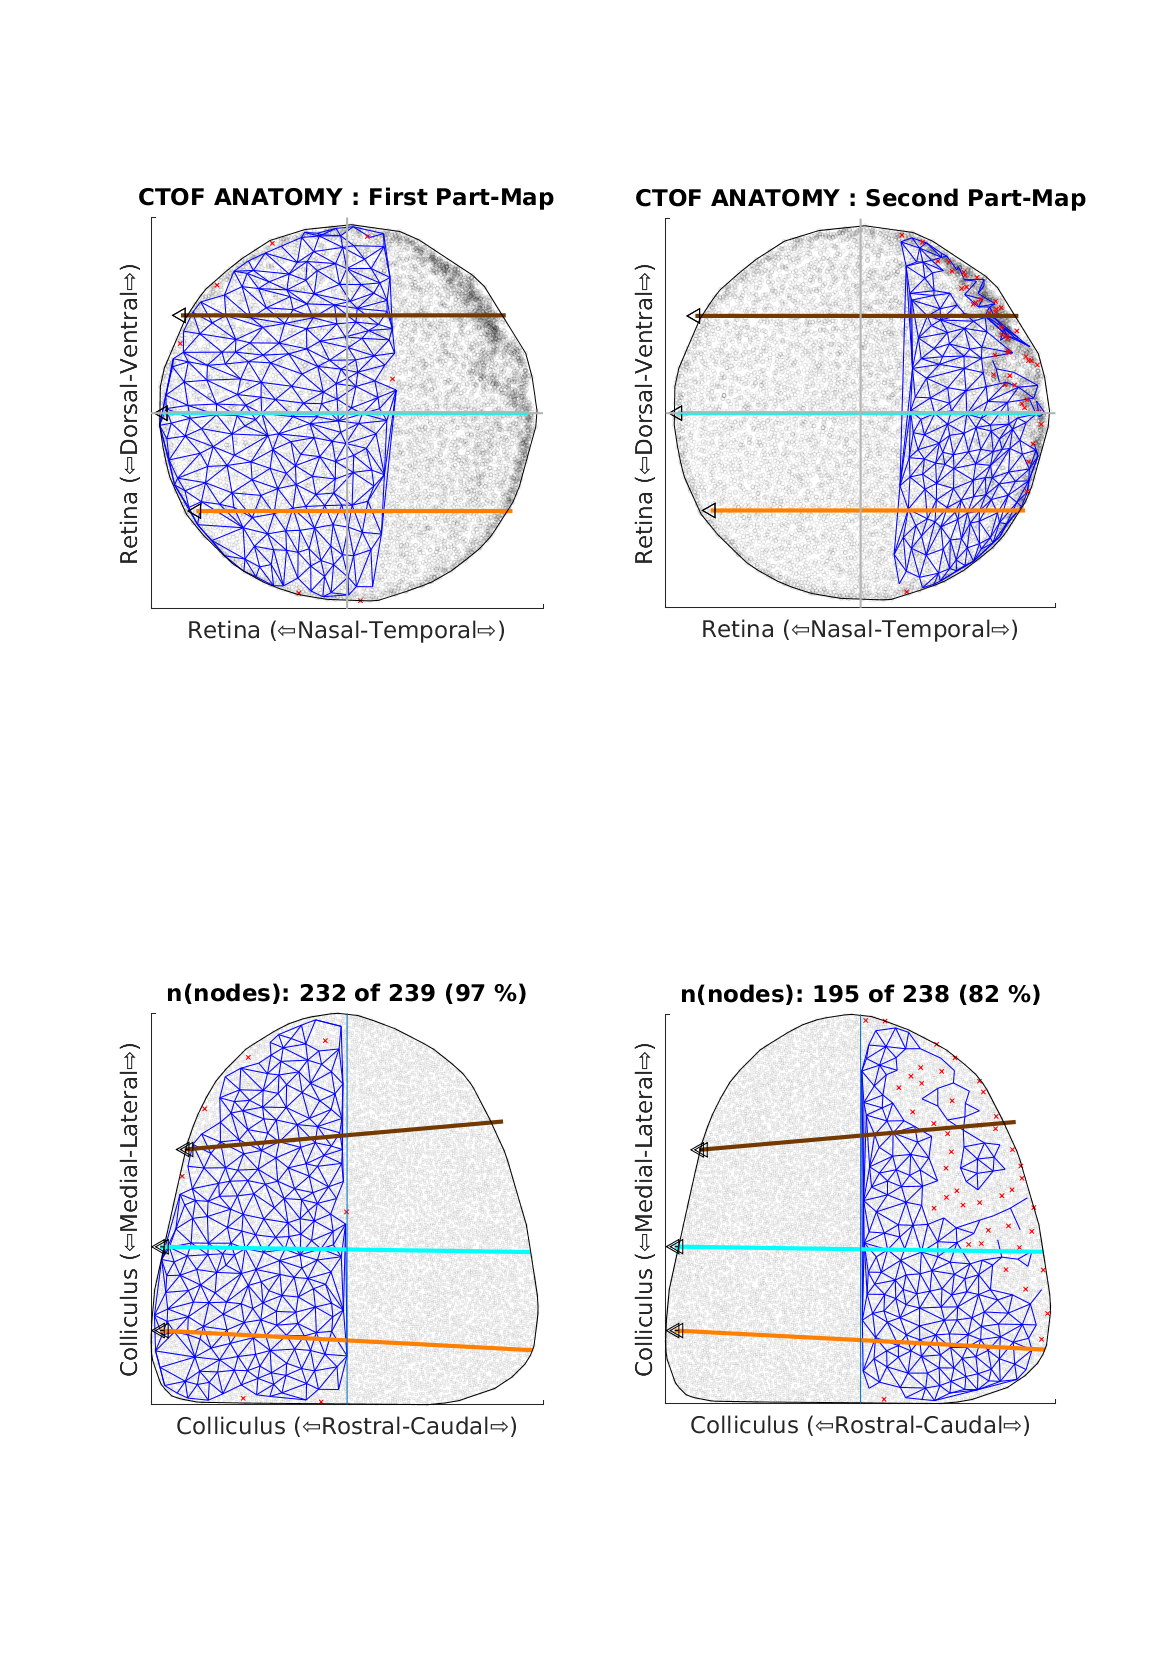 CTOF ANATOMY : First Part-Map
CTOF ANATOMY : Second Part-Map
Retina (⇦Dorsal-Ventral⇨)
Retina (⇦Dorsal-Ventral⇨)
Retina (⇦Nasal-Temporal⇨)
Retina (⇦Nasal-Temporal⇨)
n(nodes): 232 of 239 (97 %)
n(nodes): 195 of 238 (82 %)
Colliculus (⇦Medial-Lateral⇨)
Colliculus (⇦Medial-Lateral⇨)
Colliculus (⇦Rostral-Caudal⇨)
Colliculus (⇦Rostral-Caudal⇨)